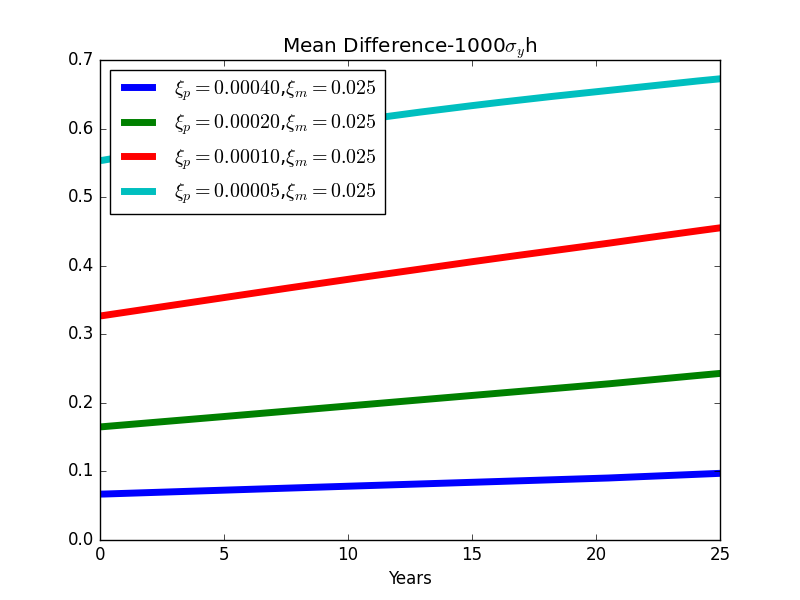 Mean Difference-1000σ_yh
0.7
ξ_p = 0.00040,ξ_m = 0.025
0.6
ξ_p = 0.00020,ξ_m = 0.025
ξ_p = 0.00010,ξ_m = 0.025
0.5
ξ_p = 0.00005,ξ_m = 0.025
0.4
0.3
0.2
0.1
0.0
0 5 10 15 20 25
Years